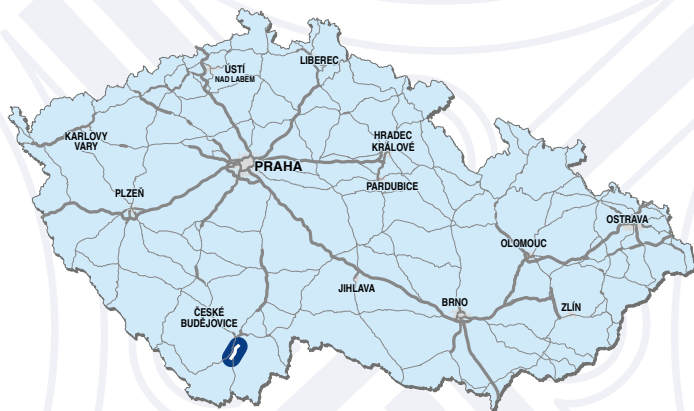 LIBEREC
ÚSTÍ
NAD LABEM
KARLOVY
VARY
HRADEC
KRÁLOVÉ
PRAHA
PARDUBICE
PLZEŇ
OSTRAVA
OLOMOUC
JIHLAVA
BRNO
ZLÍN
ČESKÉ
BUDĚJOVICE